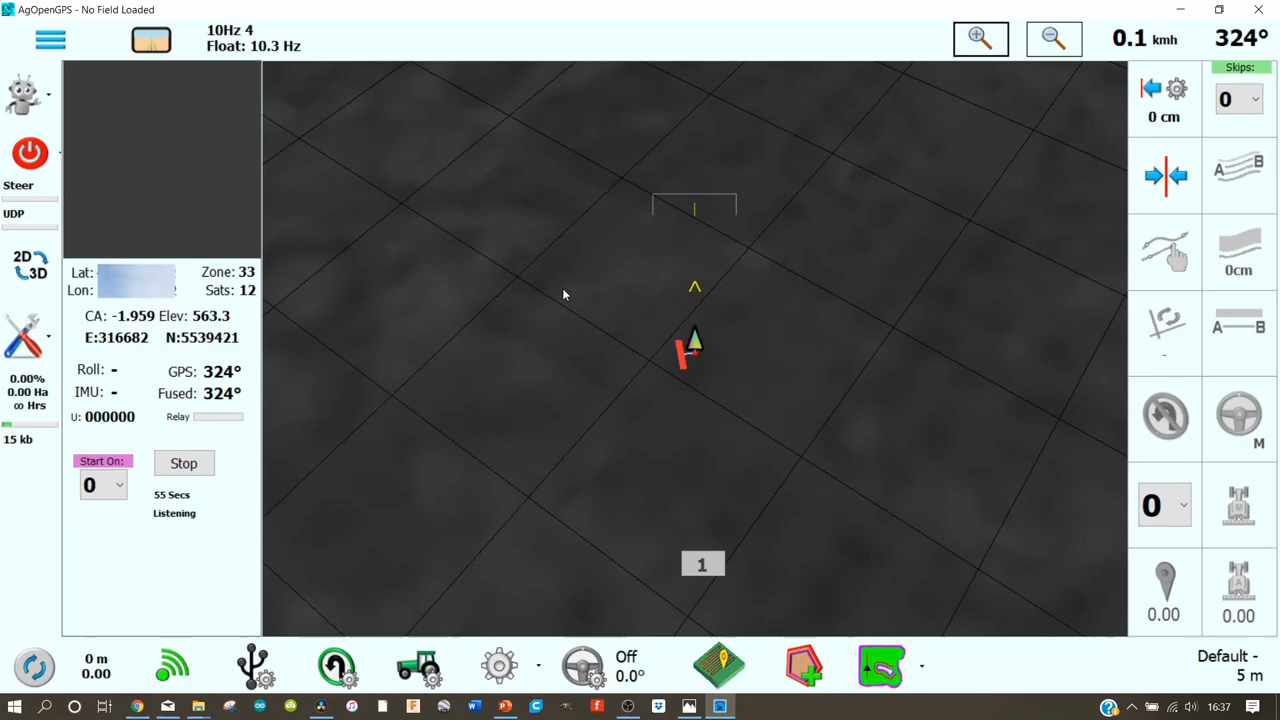 AgOpenGPS - No Field Loaded
10Hz 4
Float: 10.3 Hz
0.1 kmh
324°
Skips:
0
0 cm
A B
Steer
UDP
2D
3D
Lat:
Lon:
Zone: 33
Sats: 12
CA: -1.959 Elev: 563.3
E:316682 N:5539421
Roll: - GPS: 324°
IMU: - Fused: 324°
U: 000000 Relay
0.00%
0.00 Ha
∞ Hrs
15 kb
Start On:
0
Stop
55 Secs
Listening
1
0cm
-
A B
M
0
M
A
0.00
0.00
0 m
0.00
Off
0.0°
Default -
5 m
16:37